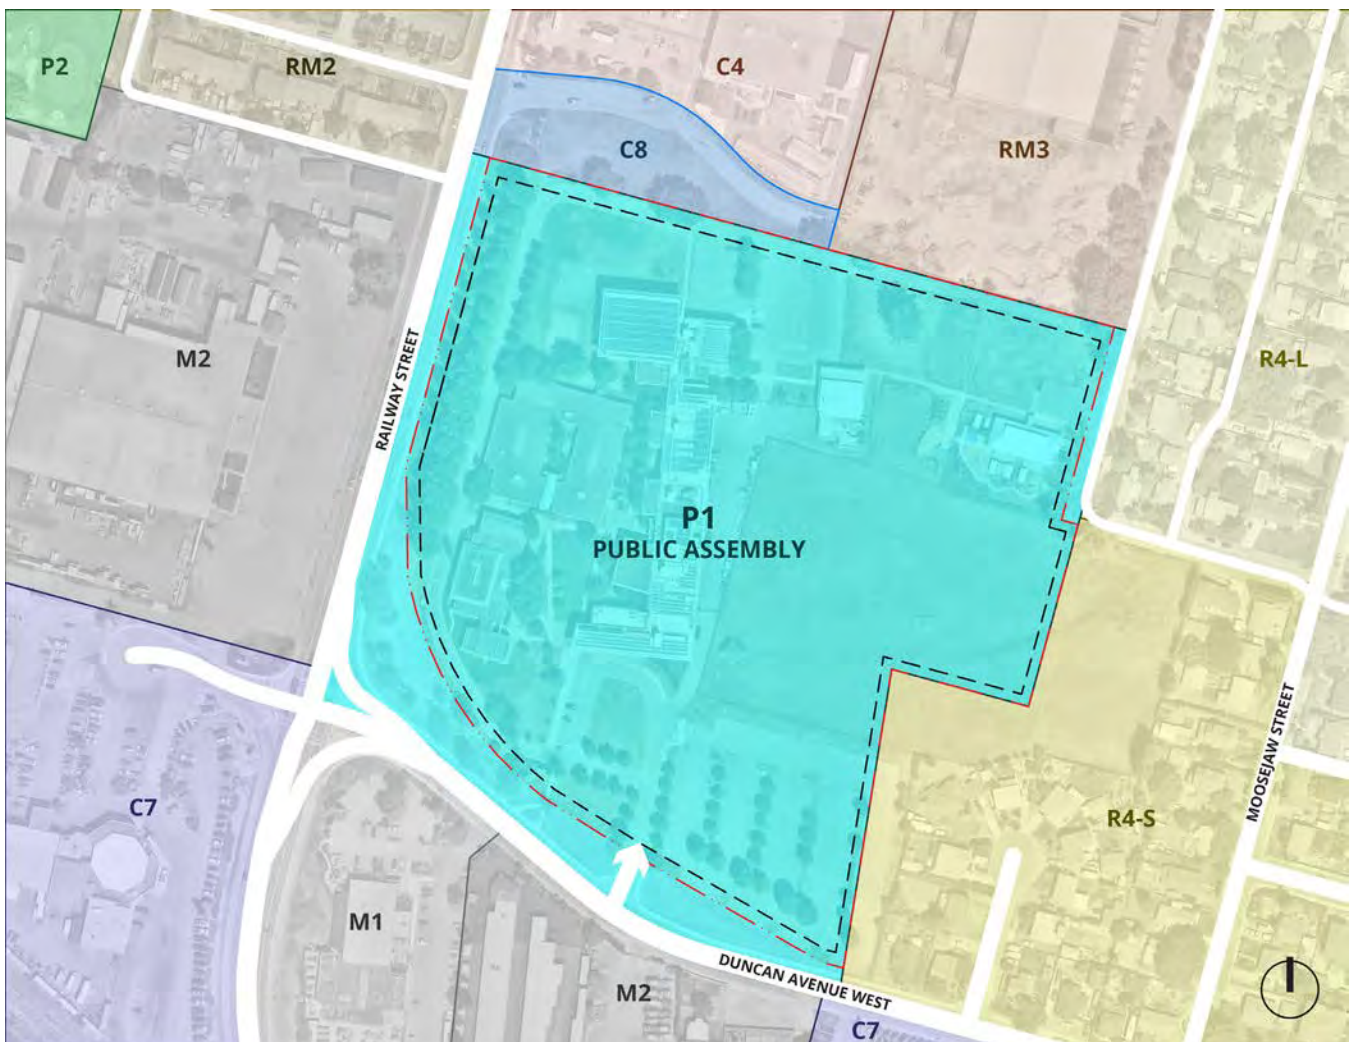 P2
RM2
C4
C8
RM3
M2
RAILWAY STREET
R4-L
P1
PUBLIC ASSEMBLY
C7
R4-S
MOOSEJAW STREET
M1
M2
DUNCAN AVENUE WEST
C7